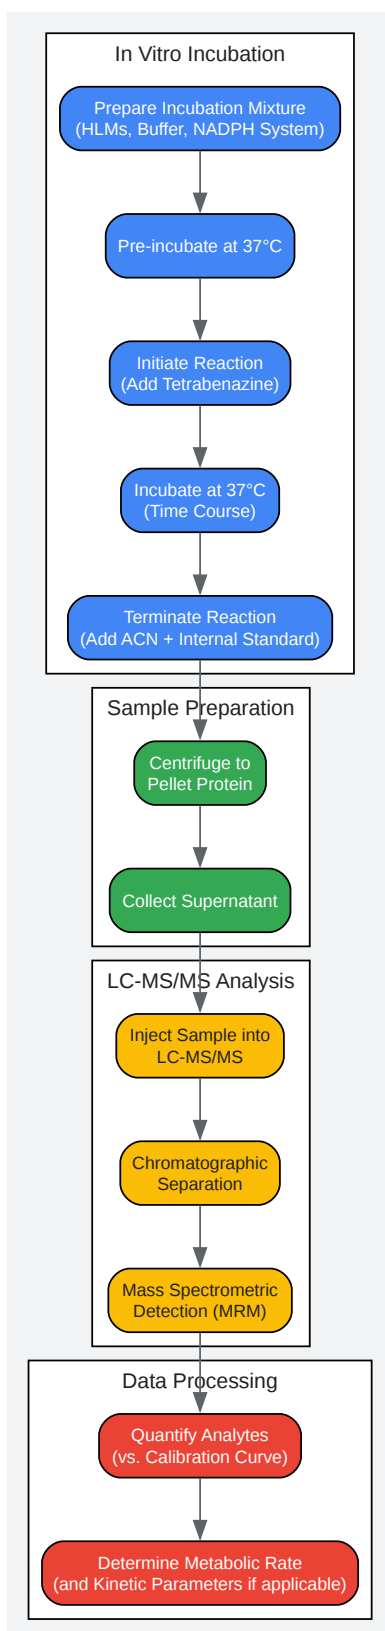 In Vitro Incubation
Prepare Incubation Mixture
(HLMs, Buffer, NADPH System)
Pre-incubate at 37°C
Initiate Reaction
(Add Tetrabenazine)
Incubate at 37°C
(Time Course)
Terminate Reaction
(Add ACN + Internal Standard)
Sample Preparation
Centrifuge to
Pellet Protein
Collect Supernatant
LC-MS/MS Analysis
Inject Sample into
LC-MS/MS
Chromatographic
Separation
Mass Spectrometric
Detection (MRM)
Data Processing
Quantify Analytes
(vs. Calibration Curve)
Determine Metabolic Rate
(and Kinetic Parameters if applicable)